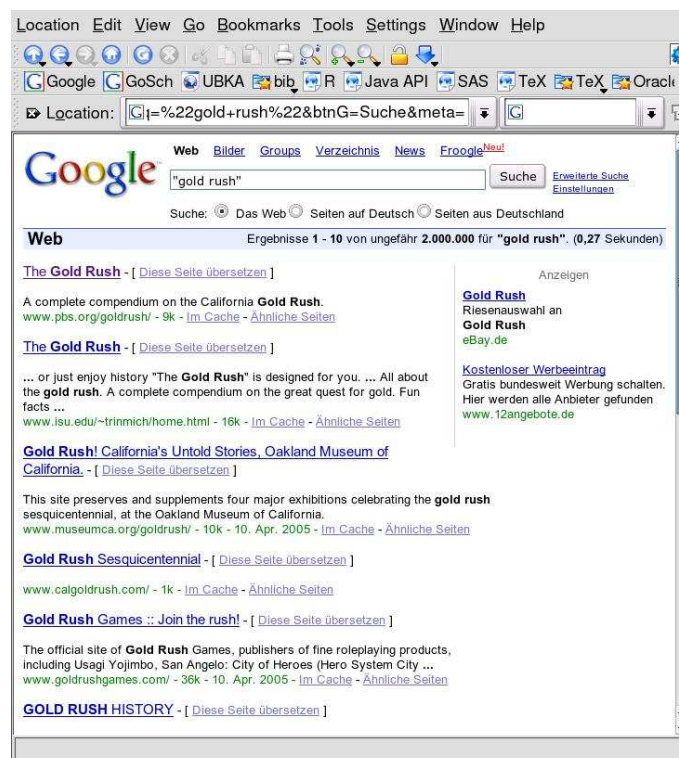 Location Edit View Go Bookmarks Tools Settings Window Help
Google GoSch UBKA bib R Java API SAS TeX TeX Oracle
Location: =%22gold+rush%22&btnG=Suche&meta=
Google
Web Bilder Groups Verzeichnis News Froogle Neu!
"gold rush" Suche Erweiterte Suche
Einstellungen
Suche: Das Web Seiten auf Deutsch Seiten aus Deutschland
Web Ergebnisse 1 - 10 von ungefähr 2.000.000 für "gold rush". (0,27 Sekunden)
The Gold Rush - [ Diese Seite übersetzen ]
A complete compendium on the California Gold Rush.
www.pbs.org/goldrush/ - 9k - Im Cache - Ähnliche Seiten
The Gold Rush - [ Diese Seite übersetzen ]
... or just enjoy history "The Gold Rush" is designed for you. ... All about
the gold rush. A complete compendium on the great quest for gold. Fun
facts ...
www.isu.edu/~trinmich/home.html - 16k - Im Cache - Ähnliche Seiten
Gold Rush! California's Untold Stories, Oakland Museum of
California. - [ Diese Seite übersetzen ]
This site preserves and supplements four major exhibitions celebrating the gold rush
sesquicentennial, at the Oakland Museum of California.
www.museumca.org/goldrush/ - 10k - 10. Apr. 2005 - Im Cache - Ähnliche Seiten
Gold Rush Sesquicentennial - [ Diese Seite übersetzen ]
www.calgoldrush.com/ - 1k - Im Cache - Ähnliche Seiten
Gold Rush Games :: Join the rush! - [ Diese Seite übersetzen ]
The official site of Gold Rush Games, publishers of fine roleplaying products,
including Usagi Yojimbo, San Angelo: City of Heroes (Hero System City ...
www.goldrushgames.com/ - 36k - 10. Apr. 2005 - Im Cache - Ähnliche Seiten
GOLD RUSH HISTORY - [ Diese Seite übersetzen ]
Anzeigen
Gold Rush
Riesenauswahl an
Gold Rush
eBay.de
Kostenloser Werbeeintrag
Gratis bundesweit Werbung schalten.
Hier werden alle Anbieter gefunden
www.12angebote.de